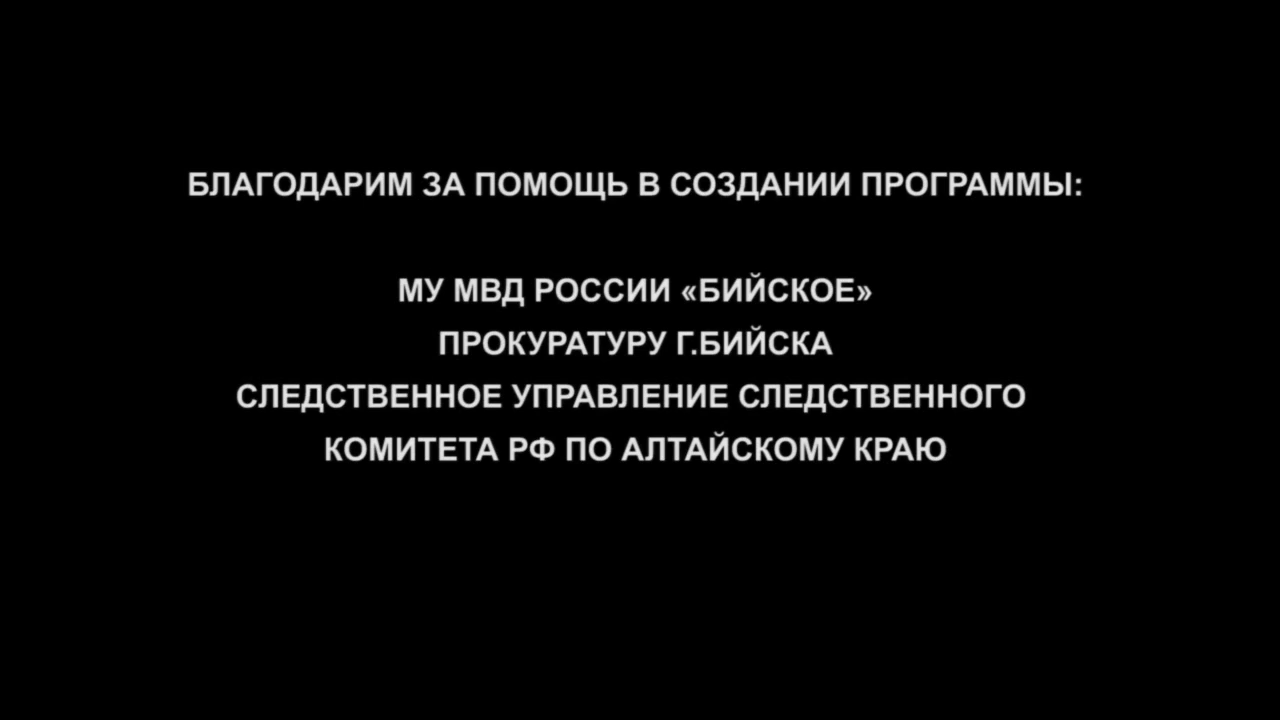 БЛАГОДАРИМ ЗА ПОМОЩЬ В СОЗДАНИИ ПРОГРАММЫ:
МУ МВД РОССИИ «БИЙСКОЕ»
ПРОКУРАТУРУ Г.БИЙСКА
СЛЕДСТВЕННОЕ УПРАВЛЕНИЕ СЛЕДСТВЕННОГО
КОМИТЕТА РФ ПО АЛТАЙСКОМУ КРАЮ